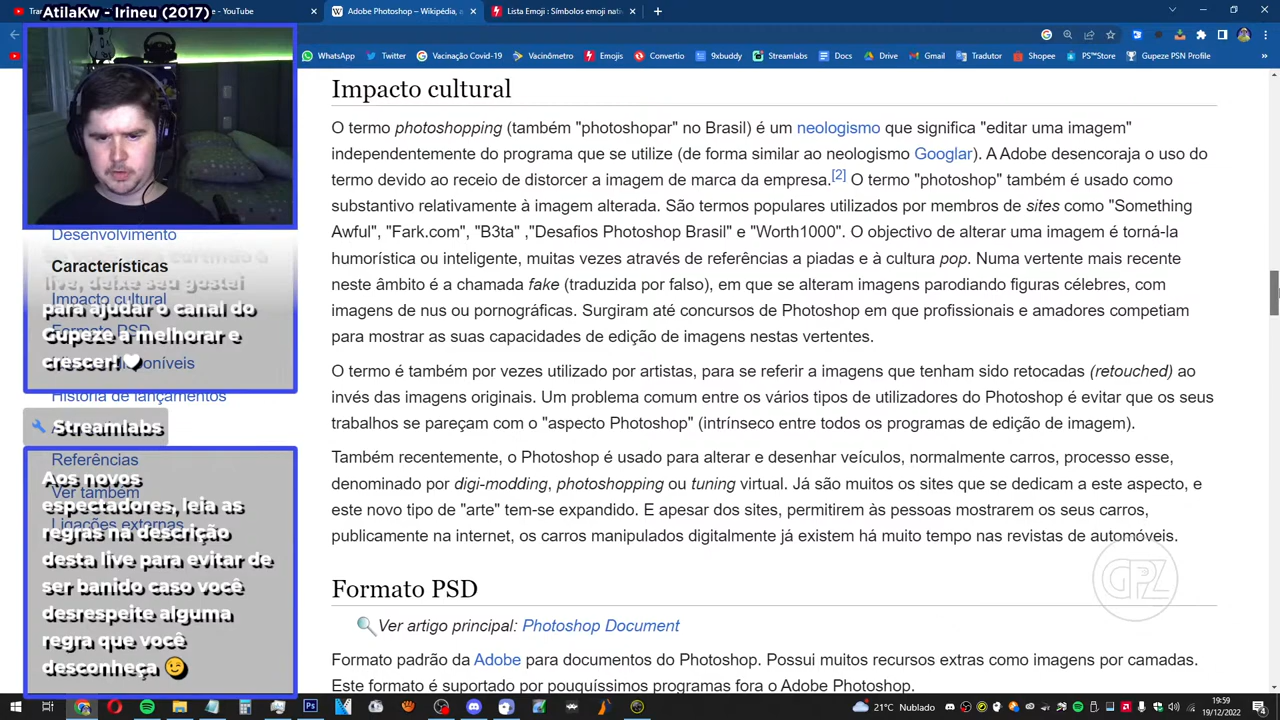 AtilaKw - Irineu (2017)
Lista Emoji: Símbolos emoji nati
WhatsApp
Twitter
Vacinação Covid-19
Vacinômetro
Emojis
Convertio
9xbuddy
Streamlabs
Tradutor
Shopee
PS™Store
Gupeze PSN Profile
Impacto cultural
O termo photoshopping (também "photoshopar" no Brasil) é um neologismo que significa "editar uma imagem"
independentemente do programa que se utilize (de forma similar ao neologismo Googlar). A Adobe desencoraja o uso do
termo devido ao receio de distorcer a imagem de marca da empresa.[2] O termo "photoshop" também é usado como
substantivo relativamente à imagem alterada. São termos populares utilizados por membros de sites como "Something
Awful", "Fark.com", "B3ta" ,"Desafios Photoshop Brasil" e "Worth1000". O objectivo de alterar uma imagem é torná-la
humorística ou inteligente, muitas vezes através de referências a piadas e à cultura pop. Numa vertente mais recente
neste âmbito é a chamada fake (traduzida por falso), em que se alteram imagens parodiando figuras célebres, com
imagens de nus ou pornográficas. Surgiram até concursos de Photoshop em que profissionais e amadores competiam
para mostrar as suas capacidades de edição de imagens nestas vertentes.
O termo é também por vezes utilizado por artistas, para se referir a imagens que tenham sido retocadas (retouched) ao
invés das imagens originais. Um problema comum entre os vários tipos de utilizadores do Photoshop é evitar que os seus
trabalhos se pareçam com o "aspecto Photoshop" (intrínseco entre todos os programas de edição de imagem).
Também recentemente, o Photoshop é usado para alterar e desenhar veículos, normalmente carros, processo esse,
denominado por digi-modding, photoshopping ou tuning virtual. Já são muitos os sites que se dedicam a este aspecto, e
este novo tipo de "arte" tem-se expandido. E apesar dos sites, permitirem às pessoas mostrarem os seus carros,
publicamente na internet, os carros manipulados digitalmente já existem há muito tempo nas revistas de automóveis.
Formato PSD
Ver artigo principal: Photoshop Document
Formato padrão da Adobe para documentos do Photoshop. Possui muitos recursos extras como imagens por camadas.
Este formato é suportado por pouquíssimos programas fora o Adobe Photoshop.
Desenvolvimento
Características
live, deixe seu gostei
Impacto cultural
para ajudar o canal do
Formato PSD
Gupeze a melhorar e
crescer! 🤍
História de lançamentos
Streamlabs
Referências
Aos novos
Ver também
espectadores, leia as
Ligações externas
regras na descrição
desta live para evitar de
ser banido caso você
desrespeite alguma
regra que você
desconheça 😉
GPZ
21°C Nublado
19:59
19/12/2022